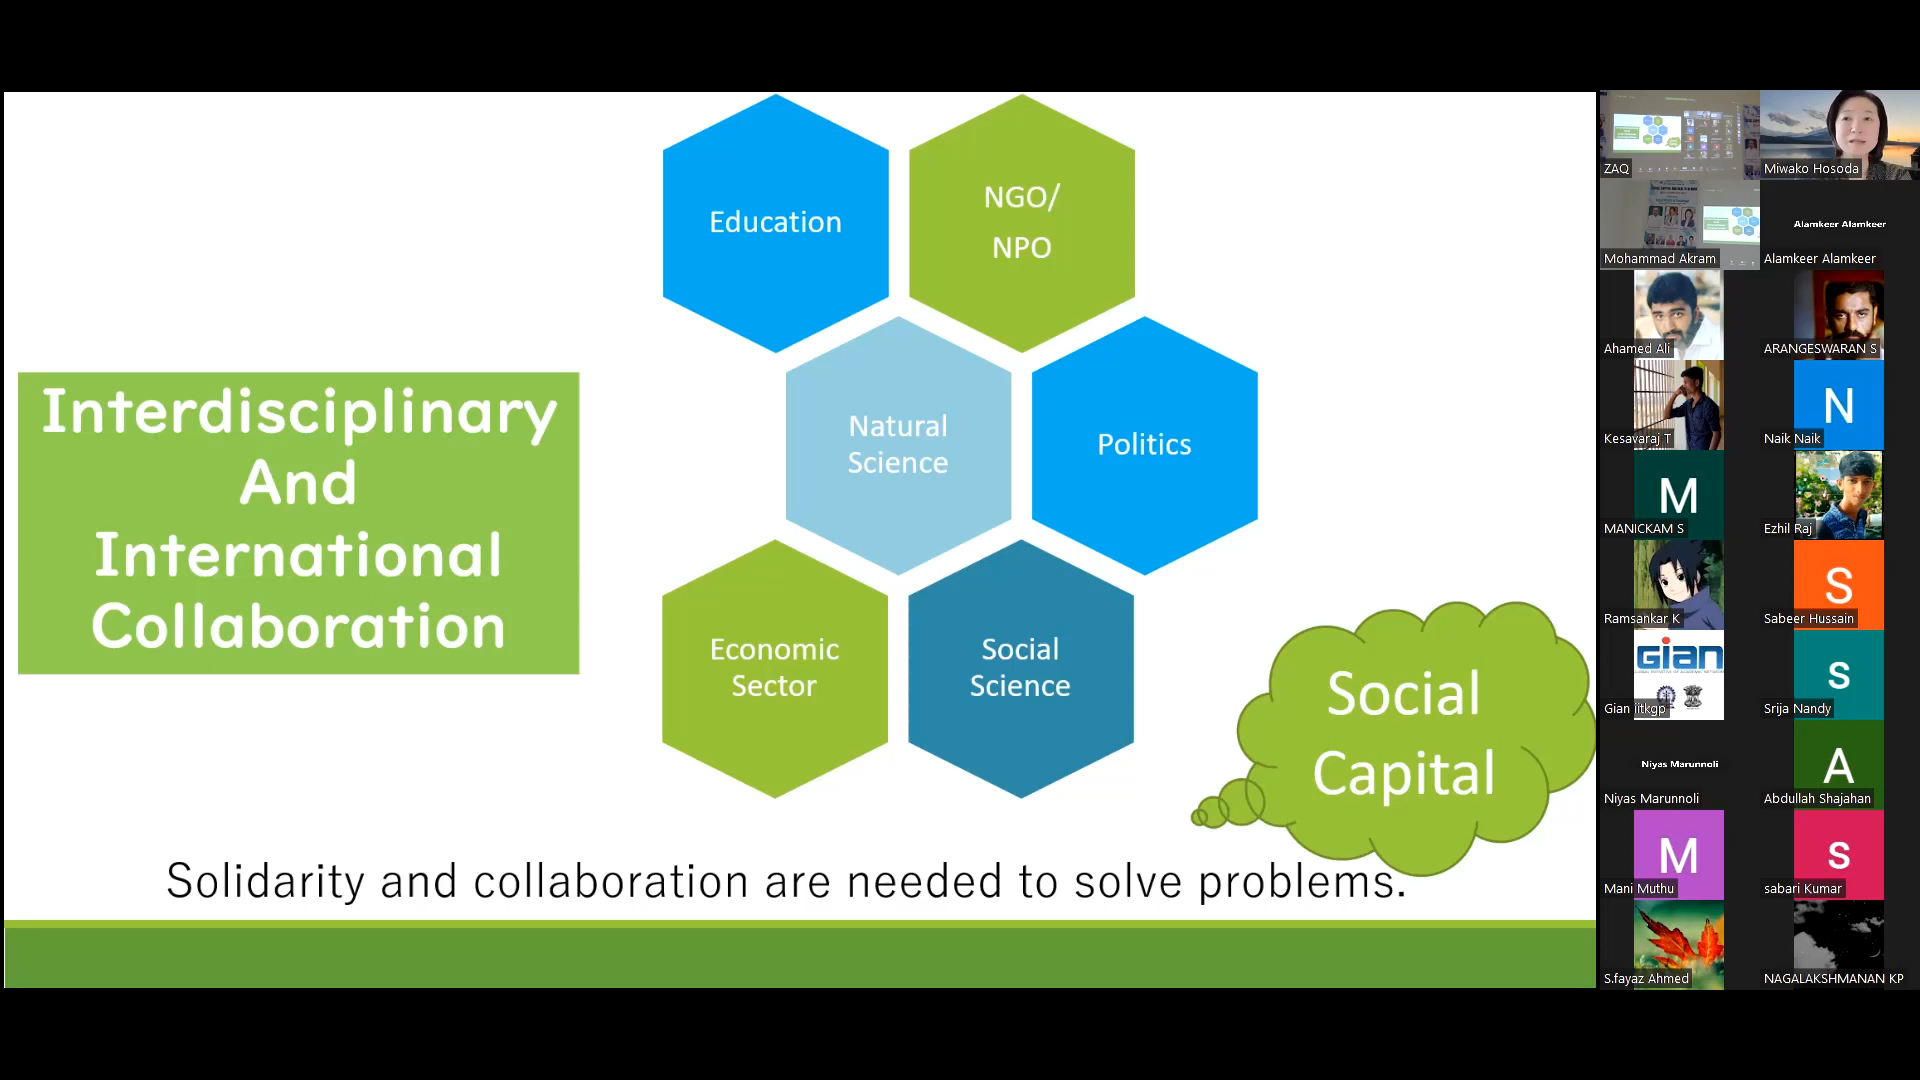 Interdisciplinary
And
International
Collaboration
Education
NGO/
NPO
Natural
Science
Politics
Economic
Sector
Social
Science
Social
Capital
Solidarity and collaboration are needed to solve problems.
ZAQ
Miwako Hosoda
Mohammad Akram
Alamkeer Alamkeer
Alamkeer Alamkeer
Ahamed Ali
ARANGESWARAN S
Kesavaraj T
N
Naik Naik
M
MANICKAM S
Ezhil Raj
Ramsankar K
S
Sabeer Hussain
Gian
Gian iitkgp
s
Srija Nandy
Niyas Marunnoli
Niyas Marunnoli
A
Abdullah Shajahan
M
Mani Muthu
s
sabari Kumar
S.fayaz Ahmed
NAGALAKSHMANAN KP